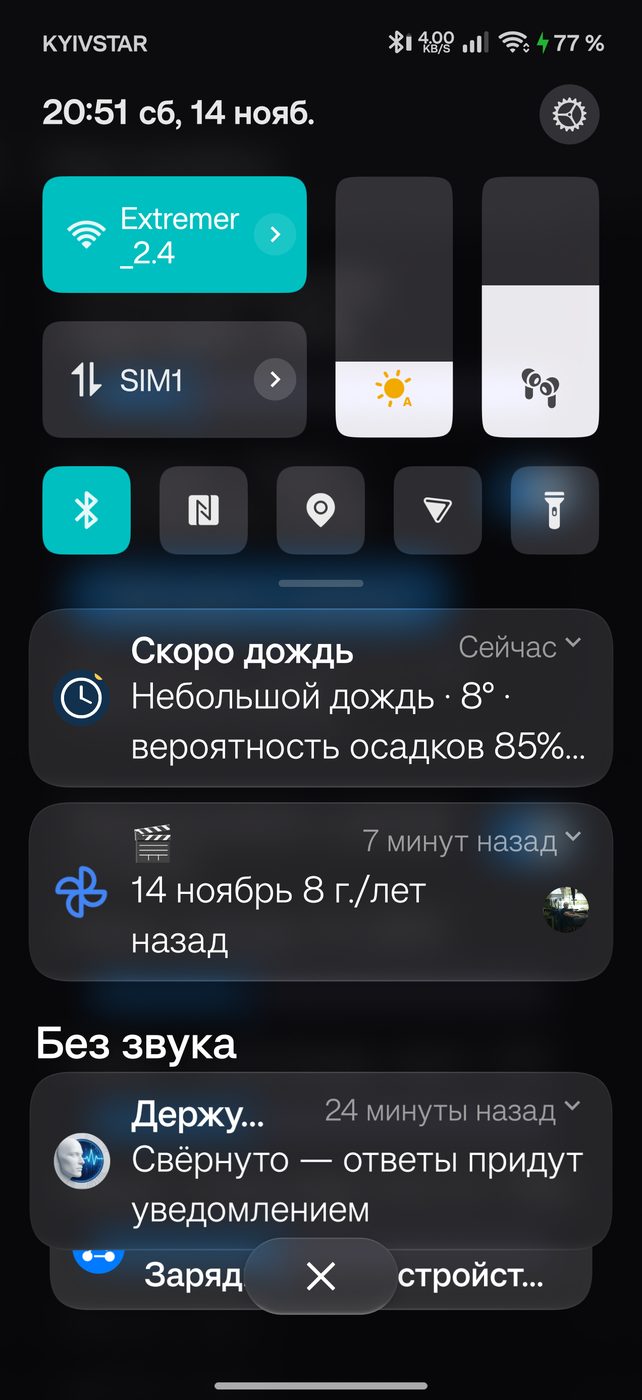 KYIVSTAR 4.00 KB/S 77 %
20:51 сб, 14 нояб.
Extremer
_2.4
SIM1
A
Скоро дождь Сейчас
Небольшой дождь · 8° ·
вероятность осадков 85%...
🎬 7 минут назад
14 ноябрь 8 г./лет
назад
Без звука
Держу... 24 минуты назад
Свёрнуто — ответы придут
уведомлением
Заряд стройст...